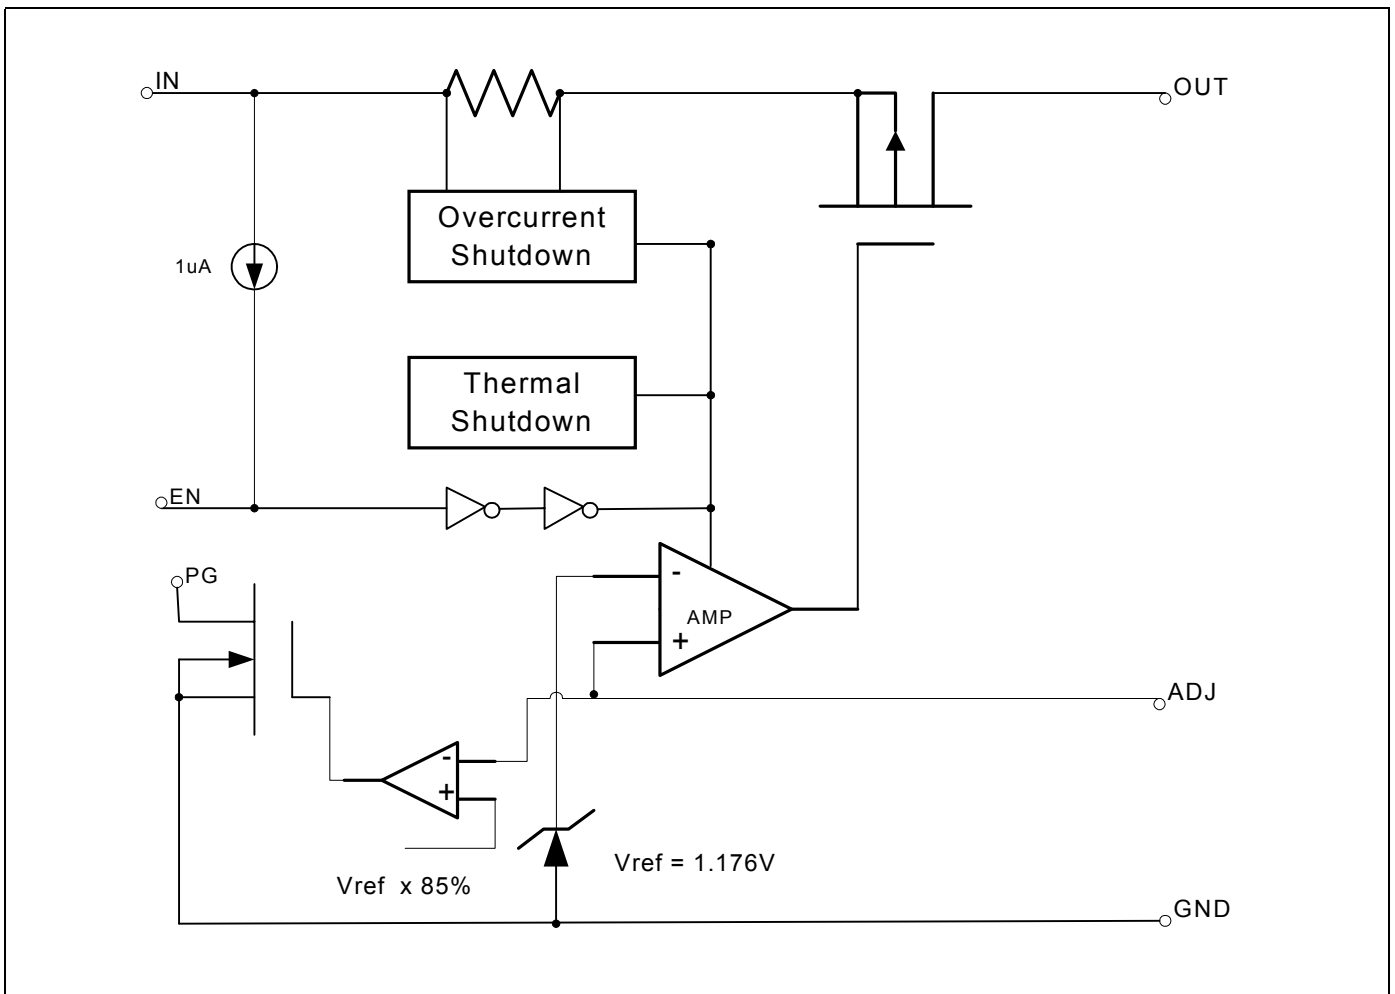 IN
OUT
Overcurrent
Shutdown
1uA
Thermal
Shutdown
EN
PG
-
AMP
+
ADJ
-
+
Vref = 1.176V
Vref x 85%
GND